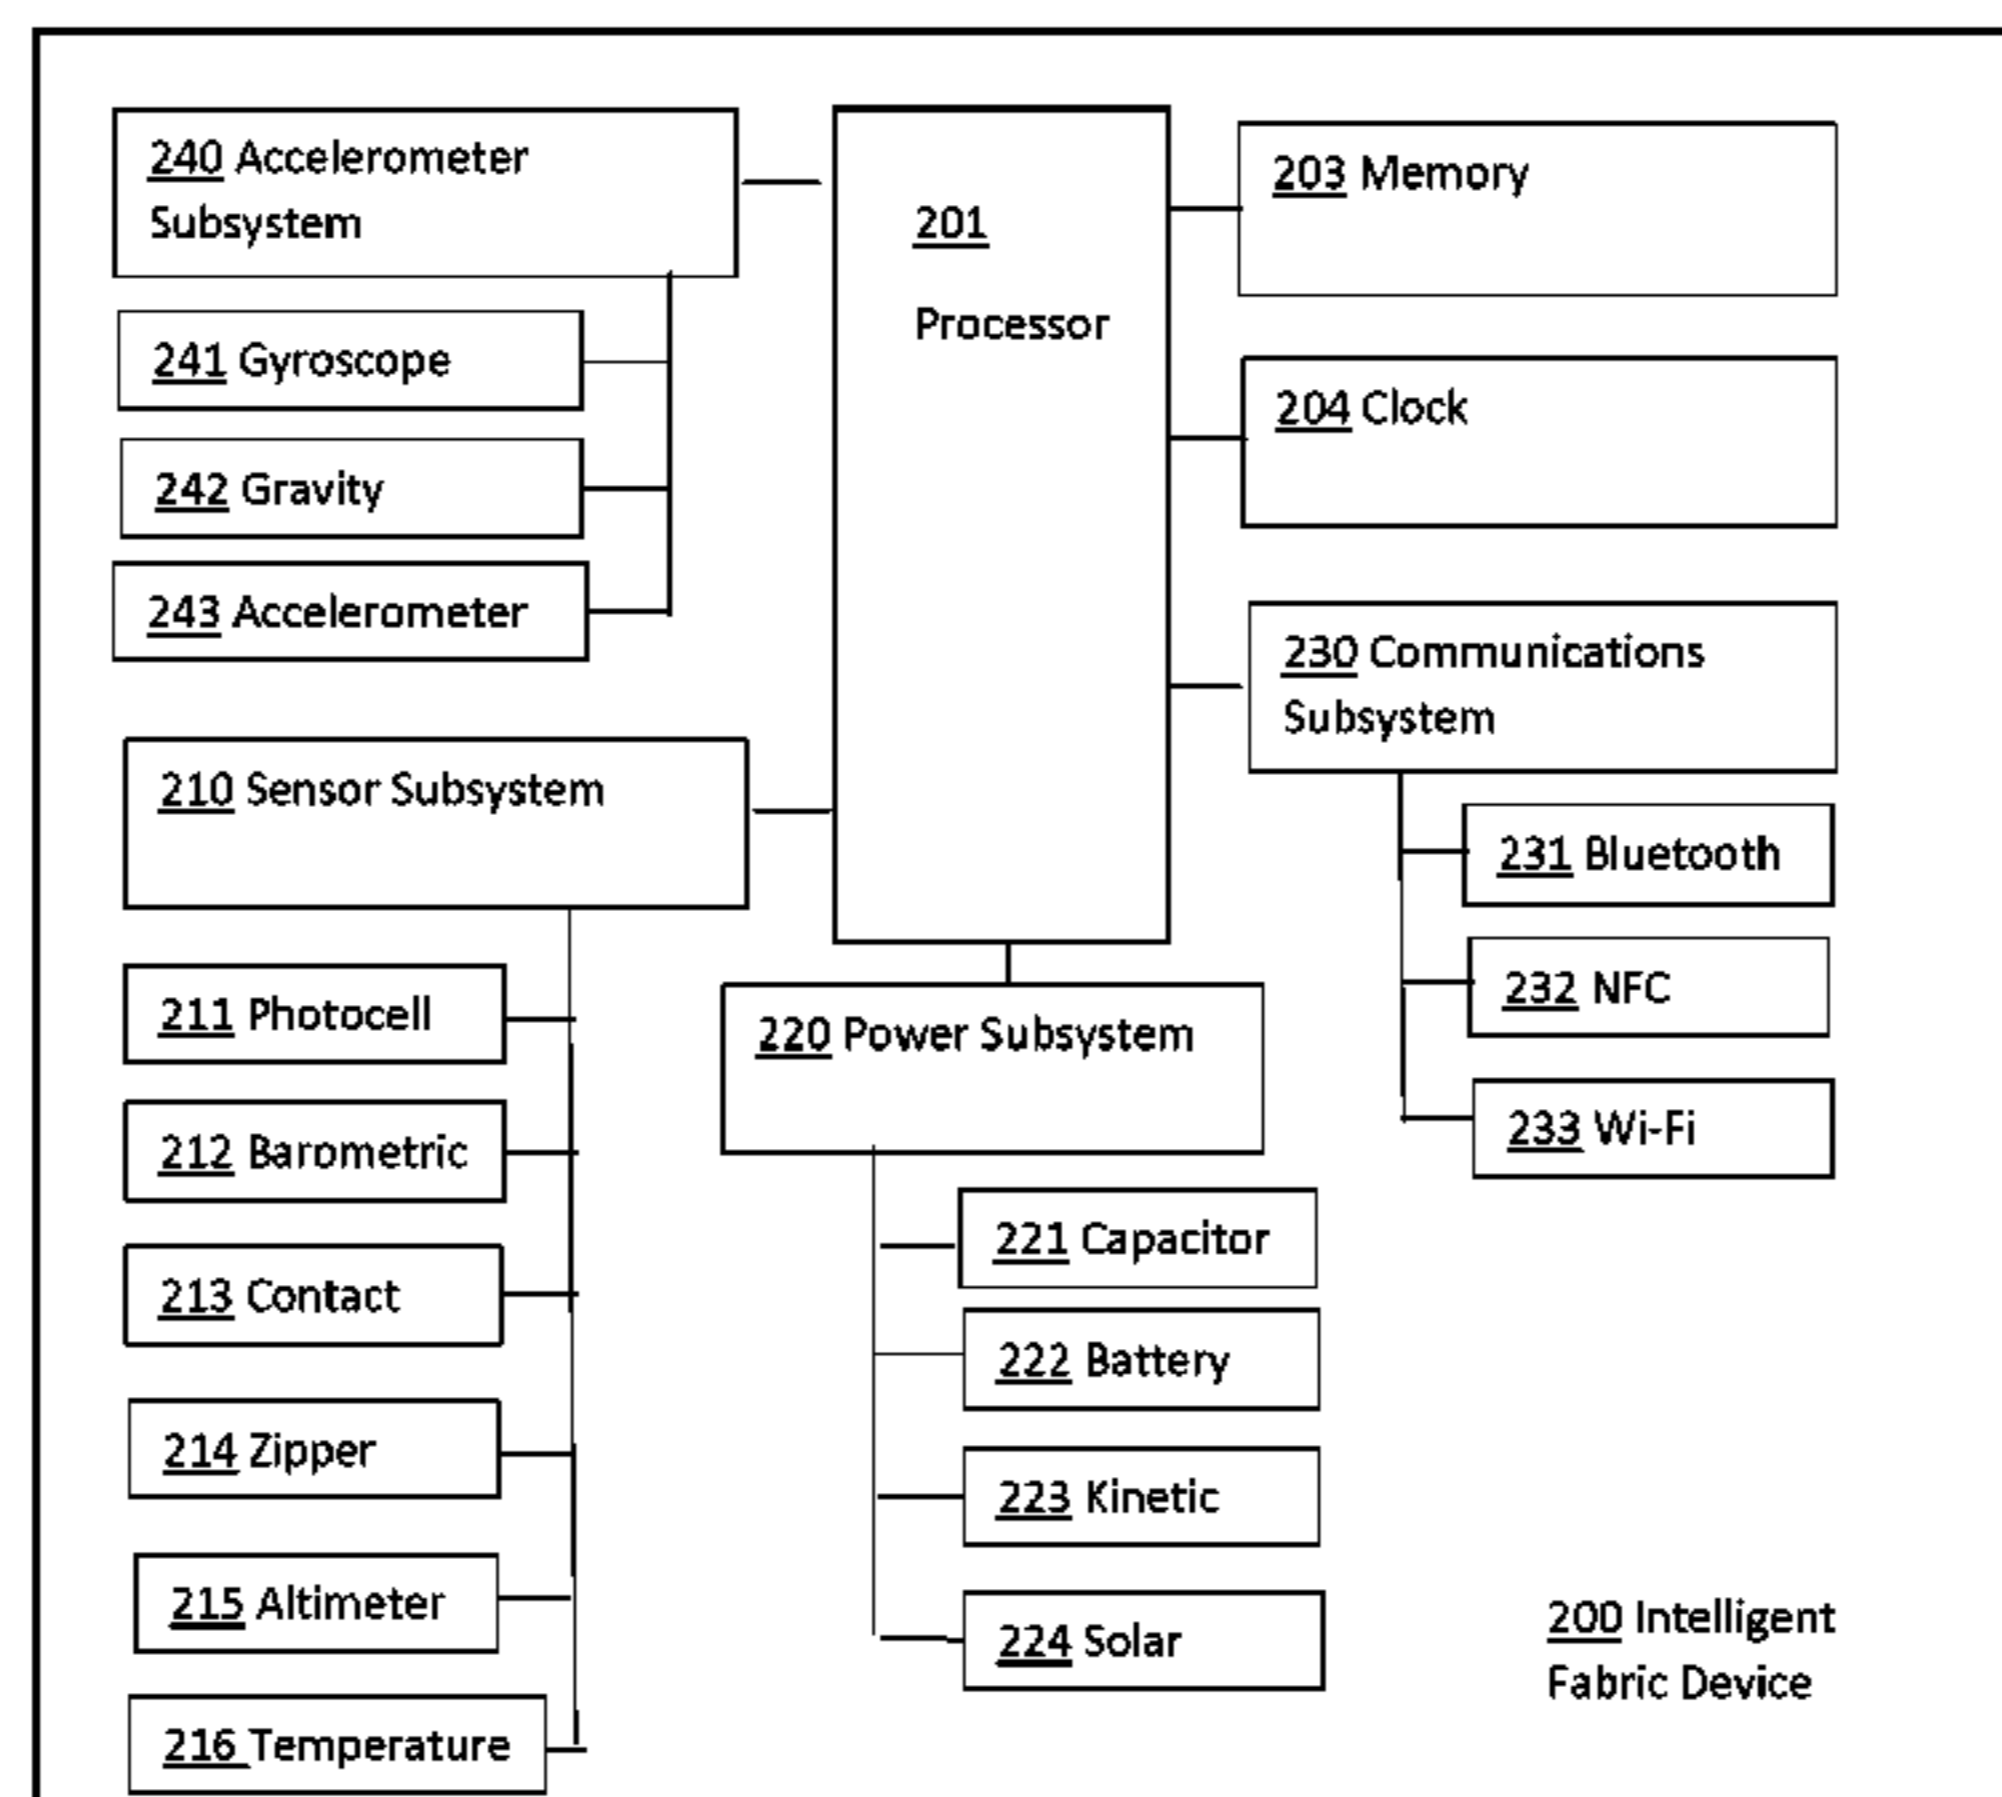 240 Accelerometer
Subsystem
241 Gyroscope
242 Gravity
243 Accelerometer
210 Sensor Subsystem
211 Photocell
212 Barometric
213 Contact
214 Zipper
215 Altimeter
216 Temperature
201
Processor
220 Power Subsystem
221 Capacitor
222 Battery
223 Kinetic
224 Solar
203 Memory
204 Clock
230 Communications
Subsystem
231 Bluetooth
232 NFC
233 Wi-Fi
200 Intelligent
Fabric Device